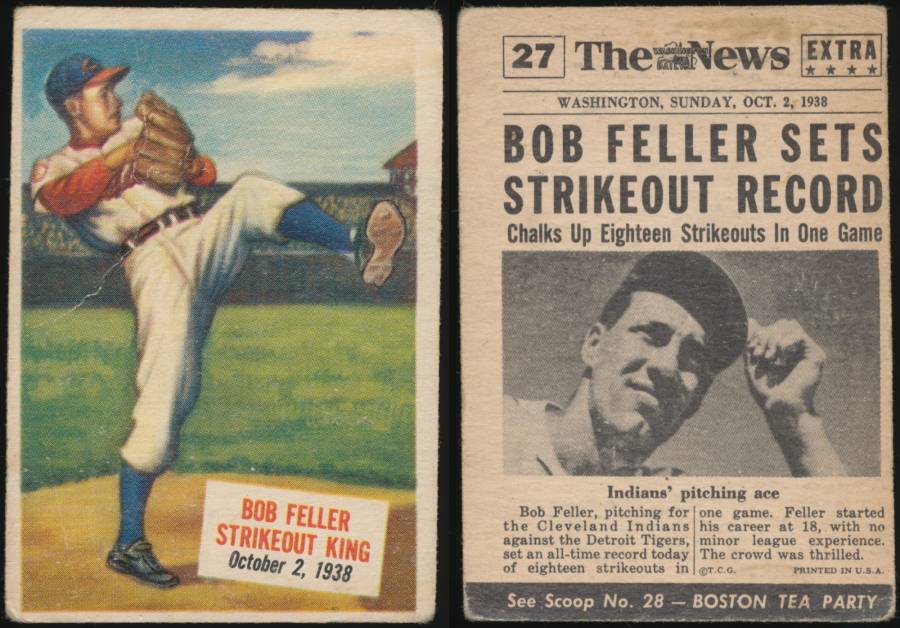 BOB FELLER
STRIKEOUT KING
October 2, 1938
27 The News EXTRA
WASHINGTON, SUNDAY, OCT. 2, 1938
BOB FELLER SETS
STRIKEOUT RECORD
Chalks Up Eighteen Strikeouts In One Game
Indians' pitching ace
Bob Feller, pitching for
the Cleveland Indians
against the Detroit Tigers,
set an all-time record today
of eighteen strikeouts in
one game. Feller started
his career at 18, with no
minor league experience.
The crowd was thrilled.
©T.C.G. PRINTED IN U.S.A.
See Scoop No. 28 — BOSTON TEA PARTY